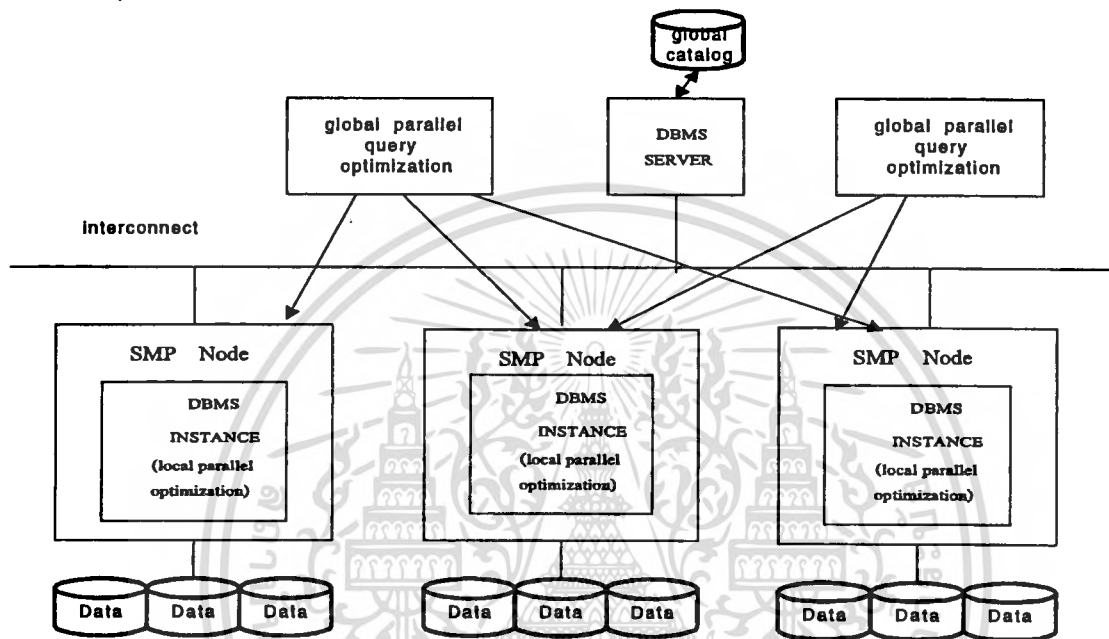 global
catalog
global parallel
query
optimization
DBMS
SERVER
global parallel
query
optimization
interconnect
SMP Node
DBMS
INSTANCE
(local parallel
optimization)
SMP Node
DBMS
INSTANCE
(local parallel
optimization)
SMP Node
DBMS
INSTANCE
(local parallel
optimization)
Data Data Data
Data Data Data
Data Data Data